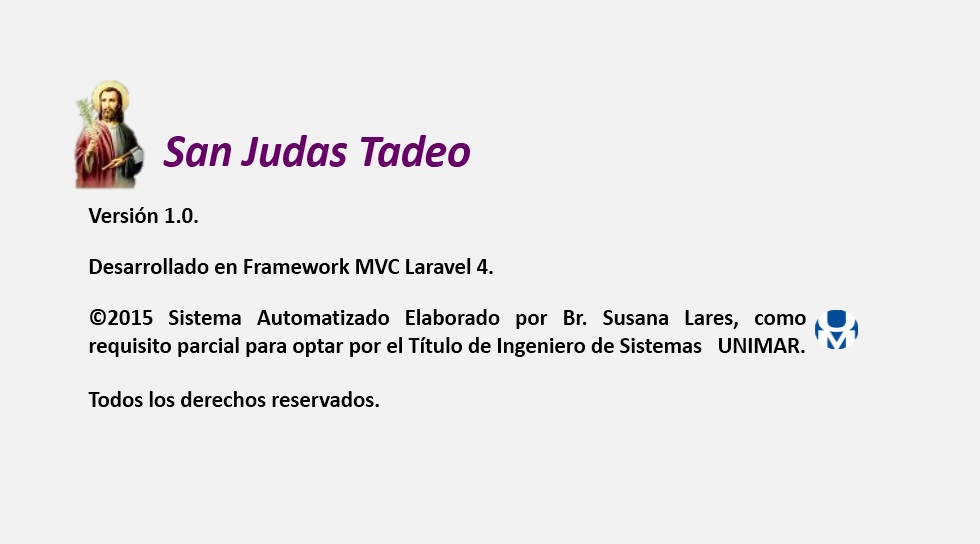 San Judas Tadeo
Versión 1.0.
Desarrollado en Framework MVC Laravel 4.
©2015 Sistema Automatizado Elaborado por Br. Susana Lares, como
requisito parcial para optar por el Título de Ingeniero de Sistemas UNIMAR.
Todos los derechos reservados.